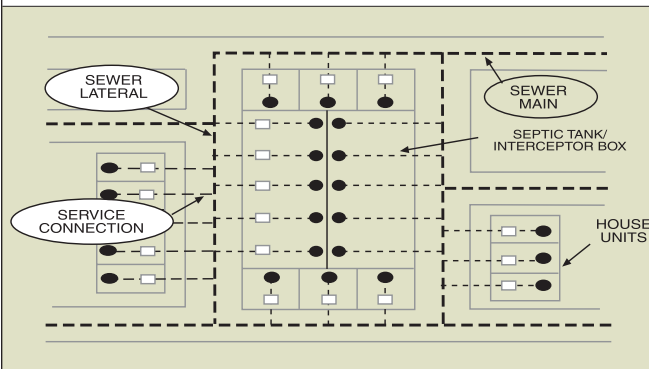 SEWER
LATERAL
SEWER
MAIN
SEPTIC TANK/
INTERCEPTOR BOX
SERVICE
CONNECTION
HOUSE
UNITS